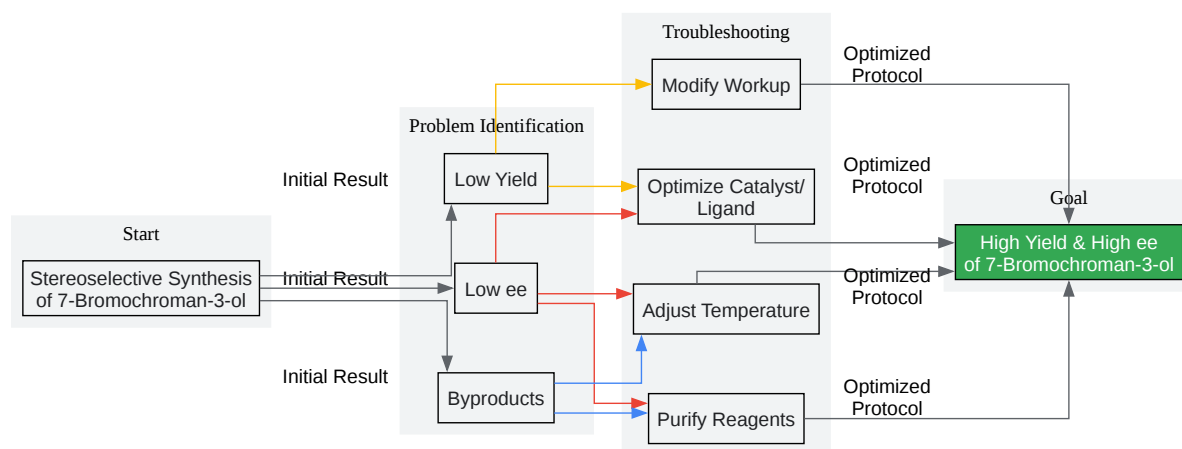 Start
Stereoselective Synthesis
of 7-Bromochroman-3-ol
Initial Result
Initial Result
Initial Result
Problem Identification
Low Yield
Low ee
Byproducts
Troubleshooting
Modify Workup
Optimize Catalyst/
Ligand
Adjust Temperature
Purify Reagents
Optimized
Protocol
Optimized
Protocol
Optimized
Protocol
Optimized
Protocol
Goal
High Yield & High ee
of 7-Bromochroman-3-ol